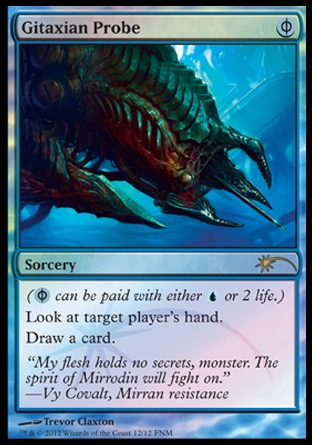 Gitaxian Probe
Sorcery
( can be paid with either or 2 life.)
Look at target player's hand.
Draw a card.
"My flesh holds no secrets, monster. The
spirit of Mirrodin will fight on."
—Vy Covalt, Mirran resistance
Trevor Claxton
™ & © 2012 Wizards of the Coast 12/12 FNM